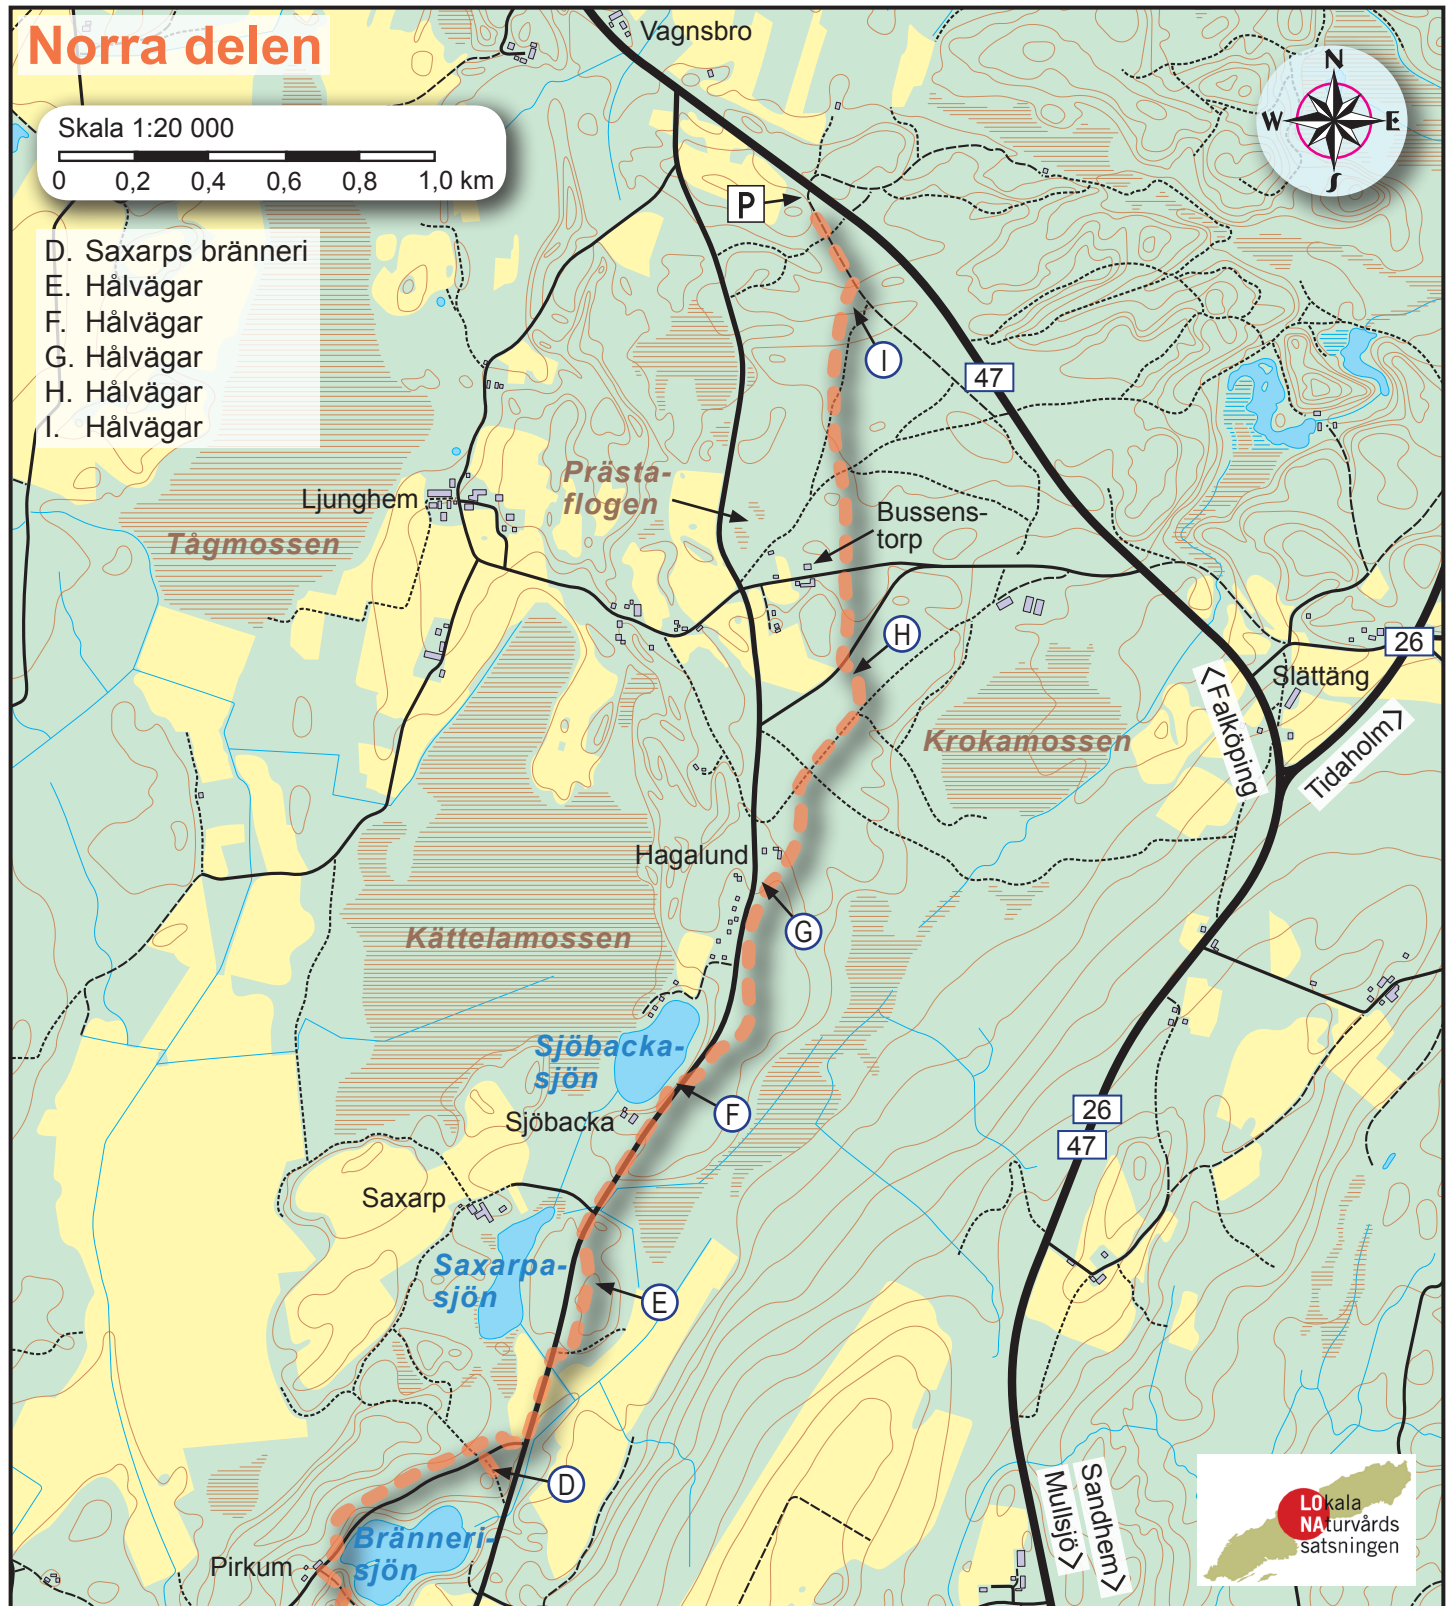 Norra delen
Vagnsbro
N
W
E
S
Skala 1:20 000
0 0,2 0,4 0,6 0,8 1,0 km
P
D. Saxarps bränneri
E. Hålvägar
F. Hålvägar
G. Hålvägar
H. Hålvägar
I. Hålvägar
I
47
Prästa-
flogen
Ljunghem
Bussens-
torp
Tågmossen
H
26
Slättäng
<Falköping
Tidaholm>
Krokamossen
Hagalund
G
Kättelamossen
Sjöbacka-
sjön
F
26
47
Sjöbacka
Saxarp
Saxarpa-
sjön
E
D
Bränneri-
sjön
Pirkum
Sandhem>
Mullsjö>
LOkala
NAturvårds
satsningen